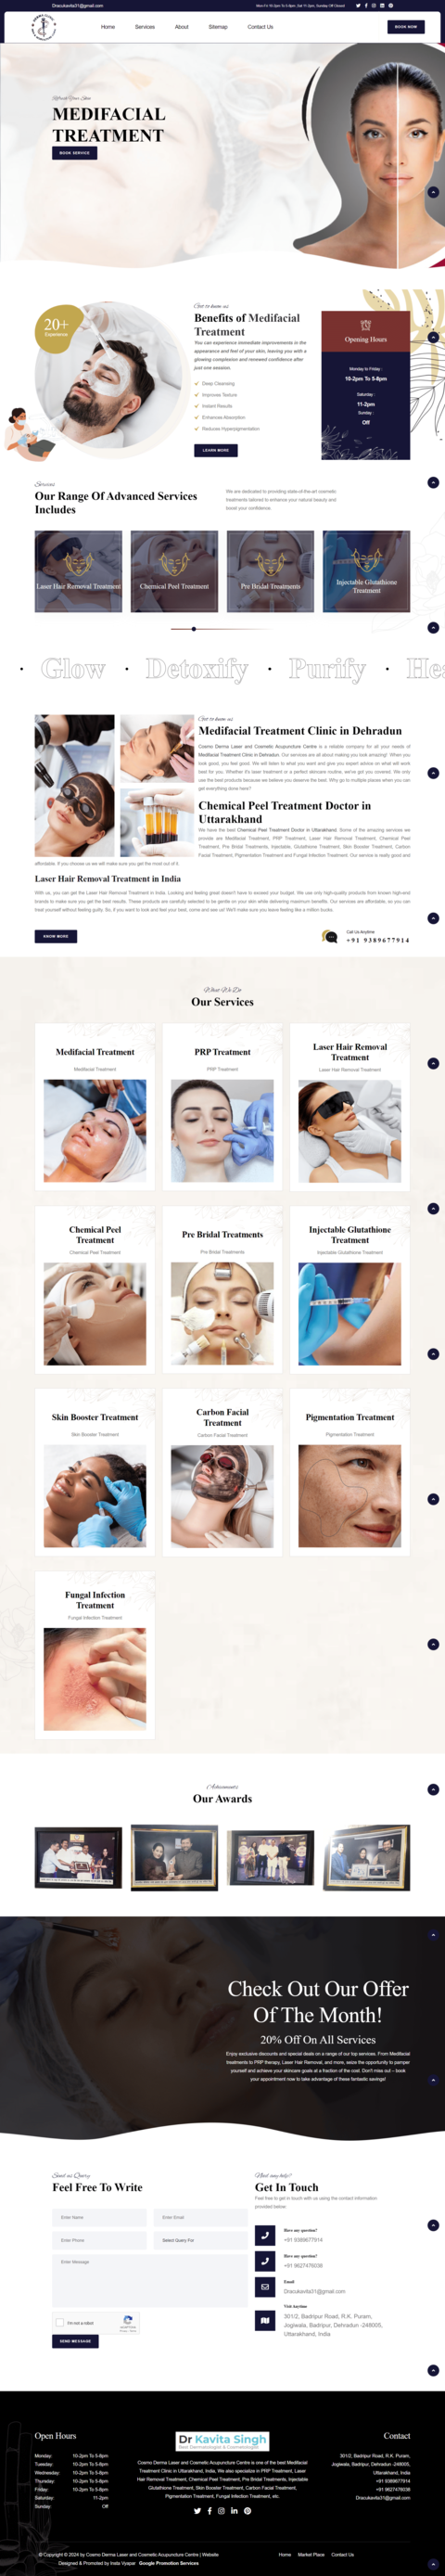 Dracukavita31@gmail.com
Mon-Fri 10-2pm To 5-8pm, Sat 11-2pm, Sunday Off Closed
Home
Services
About
Sitemap
Contact Us
BOOK NOW
Refresh Your Skin
MEDIFACIAL
TREATMENT
BOOK SERVICE
20+
Experience
Get to know us
Benefits of Medifacial
Treatment
You can experience immediate improvements in the
appearance and feel of your skin, leaving you with a
glowing complexion and renewed confidence after
just one session.
Deep Cleansing
Improves Texture
Instant Results
Enhances Absorption
Reduces Hyperpigmentation
LEARN MORE
Opening Hours
Monday to Friday :
10-2pm To 5-8pm
Saturday :
11-2pm
Sunday :
Off
Services
Our Range Of Advanced Services
Includes
We are dedicated to providing state-of-the-art cosmetic
treatments tailored to enhance your natural beauty and
boost your confidence.
Laser Hair Removal Treatment
Chemical Peel Treatment
Pre Bridal Treatments
Injectable Glutathione
Treatment
Glow
Detoxify
Purify
Hea
Get to know us
Medifacial Treatment Clinic in Dehradun
Cosmo Derma Laser and Cosmetic Acupuncture Centre is a reliable company for all your needs of
Medifacial Treatment Clinic in Dehradun. Our services are all about making you look amazing! When you
look good, you feel good. We will listen to what you want and give you expert advice on what will work
best for you. Whether it's laser treatment or a perfect skincare routine, we've got you covered. We only
use the best products because we believe you deserve the best. Why go to multiple places when you can
get everything done here?
Chemical Peel Treatment Doctor in
Uttarakhand
We have the best Chemical Peel Treatment Doctor in Uttarakhand. Some of the amazing services we
provide are Medifacial Treatment, PRP Treatment, Laser Hair Removal Treatment, Chemical Peel
Treatment, Pre Bridal Treatments, Injectable, Glutathione Treatment, Skin Booster Treatment, Carbon
Facial Treatment, Pigmentation Treatment and Fungal Infection Treatment. Our service is really good and
affordable. If you choose us we will make sure you get the most out of it.
Laser Hair Removal Treatment in India
With us, you can get the Laser Hair Removal Treatment in India. Looking and feeling great doesn't have to exceed your budget. We use only high-quality products from known high-end
brands to make sure you get the best results. These products are carefully selected to be gentle on your skin while delivering maximum benefits. Our services are affordable, so you can
treat yourself without feeling guilty. So, if you want to look and feel your best, come and see us! We'll make sure you leave feeling like a million bucks.
KNOW MORE
Call Us Anytime
+91 9389677914
What We Do
Our Services
Medifacial Treatment
Medifacial Treatment
PRP Treatment
PRP Treatment
Laser Hair Removal
Treatment
Laser Hair Removal Treatment
Chemical Peel
Treatment
Chemical Peel Treatment
Pre Bridal Treatments
Pre Bridal Treatments
Injectable Glutathione
Treatment
Injectable Glutathione Treatment
Skin Booster Treatment
Skin Booster Treatment
Carbon Facial
Treatment
Carbon Facial Treatment
Pigmentation Treatment
Pigmentation Treatment
Fungal Infection
Treatment
Fungal Infection Treatment
Achievements
Our Awards
Check Out Our Offer
Of The Month!
20% Off On All Services
Enjoy exclusive discounts and special deals on a range of our top services. From Medifacial
treatments to PRP therapy, Laser Hair Removal, and more, seize the opportunity to pamper
yourself and achieve your skincare goals at a fraction of the cost. Don't miss out – book
your appointment now to take advantage of these fantastic savings!
Send us Query
Feel Free To Write
Enter Name
Enter Email
Enter Phone
Select Query For
Enter Message
I'm not a robot
SEND MESSAGE
Need any help?
Get In Touch
Feel free to get in touch with us using the contact information
provided below
Have any question?
+91 9389677914
Have any question?
+91 9627476038
Email
Dracukavita31@gmail.com
Visit Anytime
301/2, Badripur Road, R.K. Puram,
Jogiwala, Badripur, Dehradun -248005,
Uttarakhand, India
Open Hours
Monday: 10-2pm To 5-8pm
Tuesday: 10-2pm To 5-8pm
Wednesday: 10-2pm To 5-8pm
Thursday: 10-2pm To 5-8pm
Friday: 10-2pm To 5-8pm
Saturday: 11-2pm
Sunday: Off
Dr Kavita Singh
Best Dermatologist & Cosmetologist
Cosmo Derma Laser and Cosmetic Acupuncture Centre is one of the best Medifacial
Treatment Clinic in Uttarakhand, India. We also specialize in PRP Treatment, Laser
Hair Removal Treatment, Chemical Peel Treatment, Pre Bridal Treatments, Injectable
Glutathione Treatment, Skin Booster Treatment, Carbon Facial Treatment,
Pigmentation Treatment, Fungal Infection Treatment, etc.
Contact
301/2, Badripur Road, R.K. Puram,
Jogiwala, Badripur, Dehradun -248005,
Uttarakhand, India
+91 9389677914
+91 9627476038
Dracukavita31@gmail.com
© Copyright © 2024 by Cosmo Derma Laser and Cosmetic Acupuncture Centre | Website
Designed & Promoted by Insta Vyapar Google Promotion Services
Home
Market Place
Contact Us